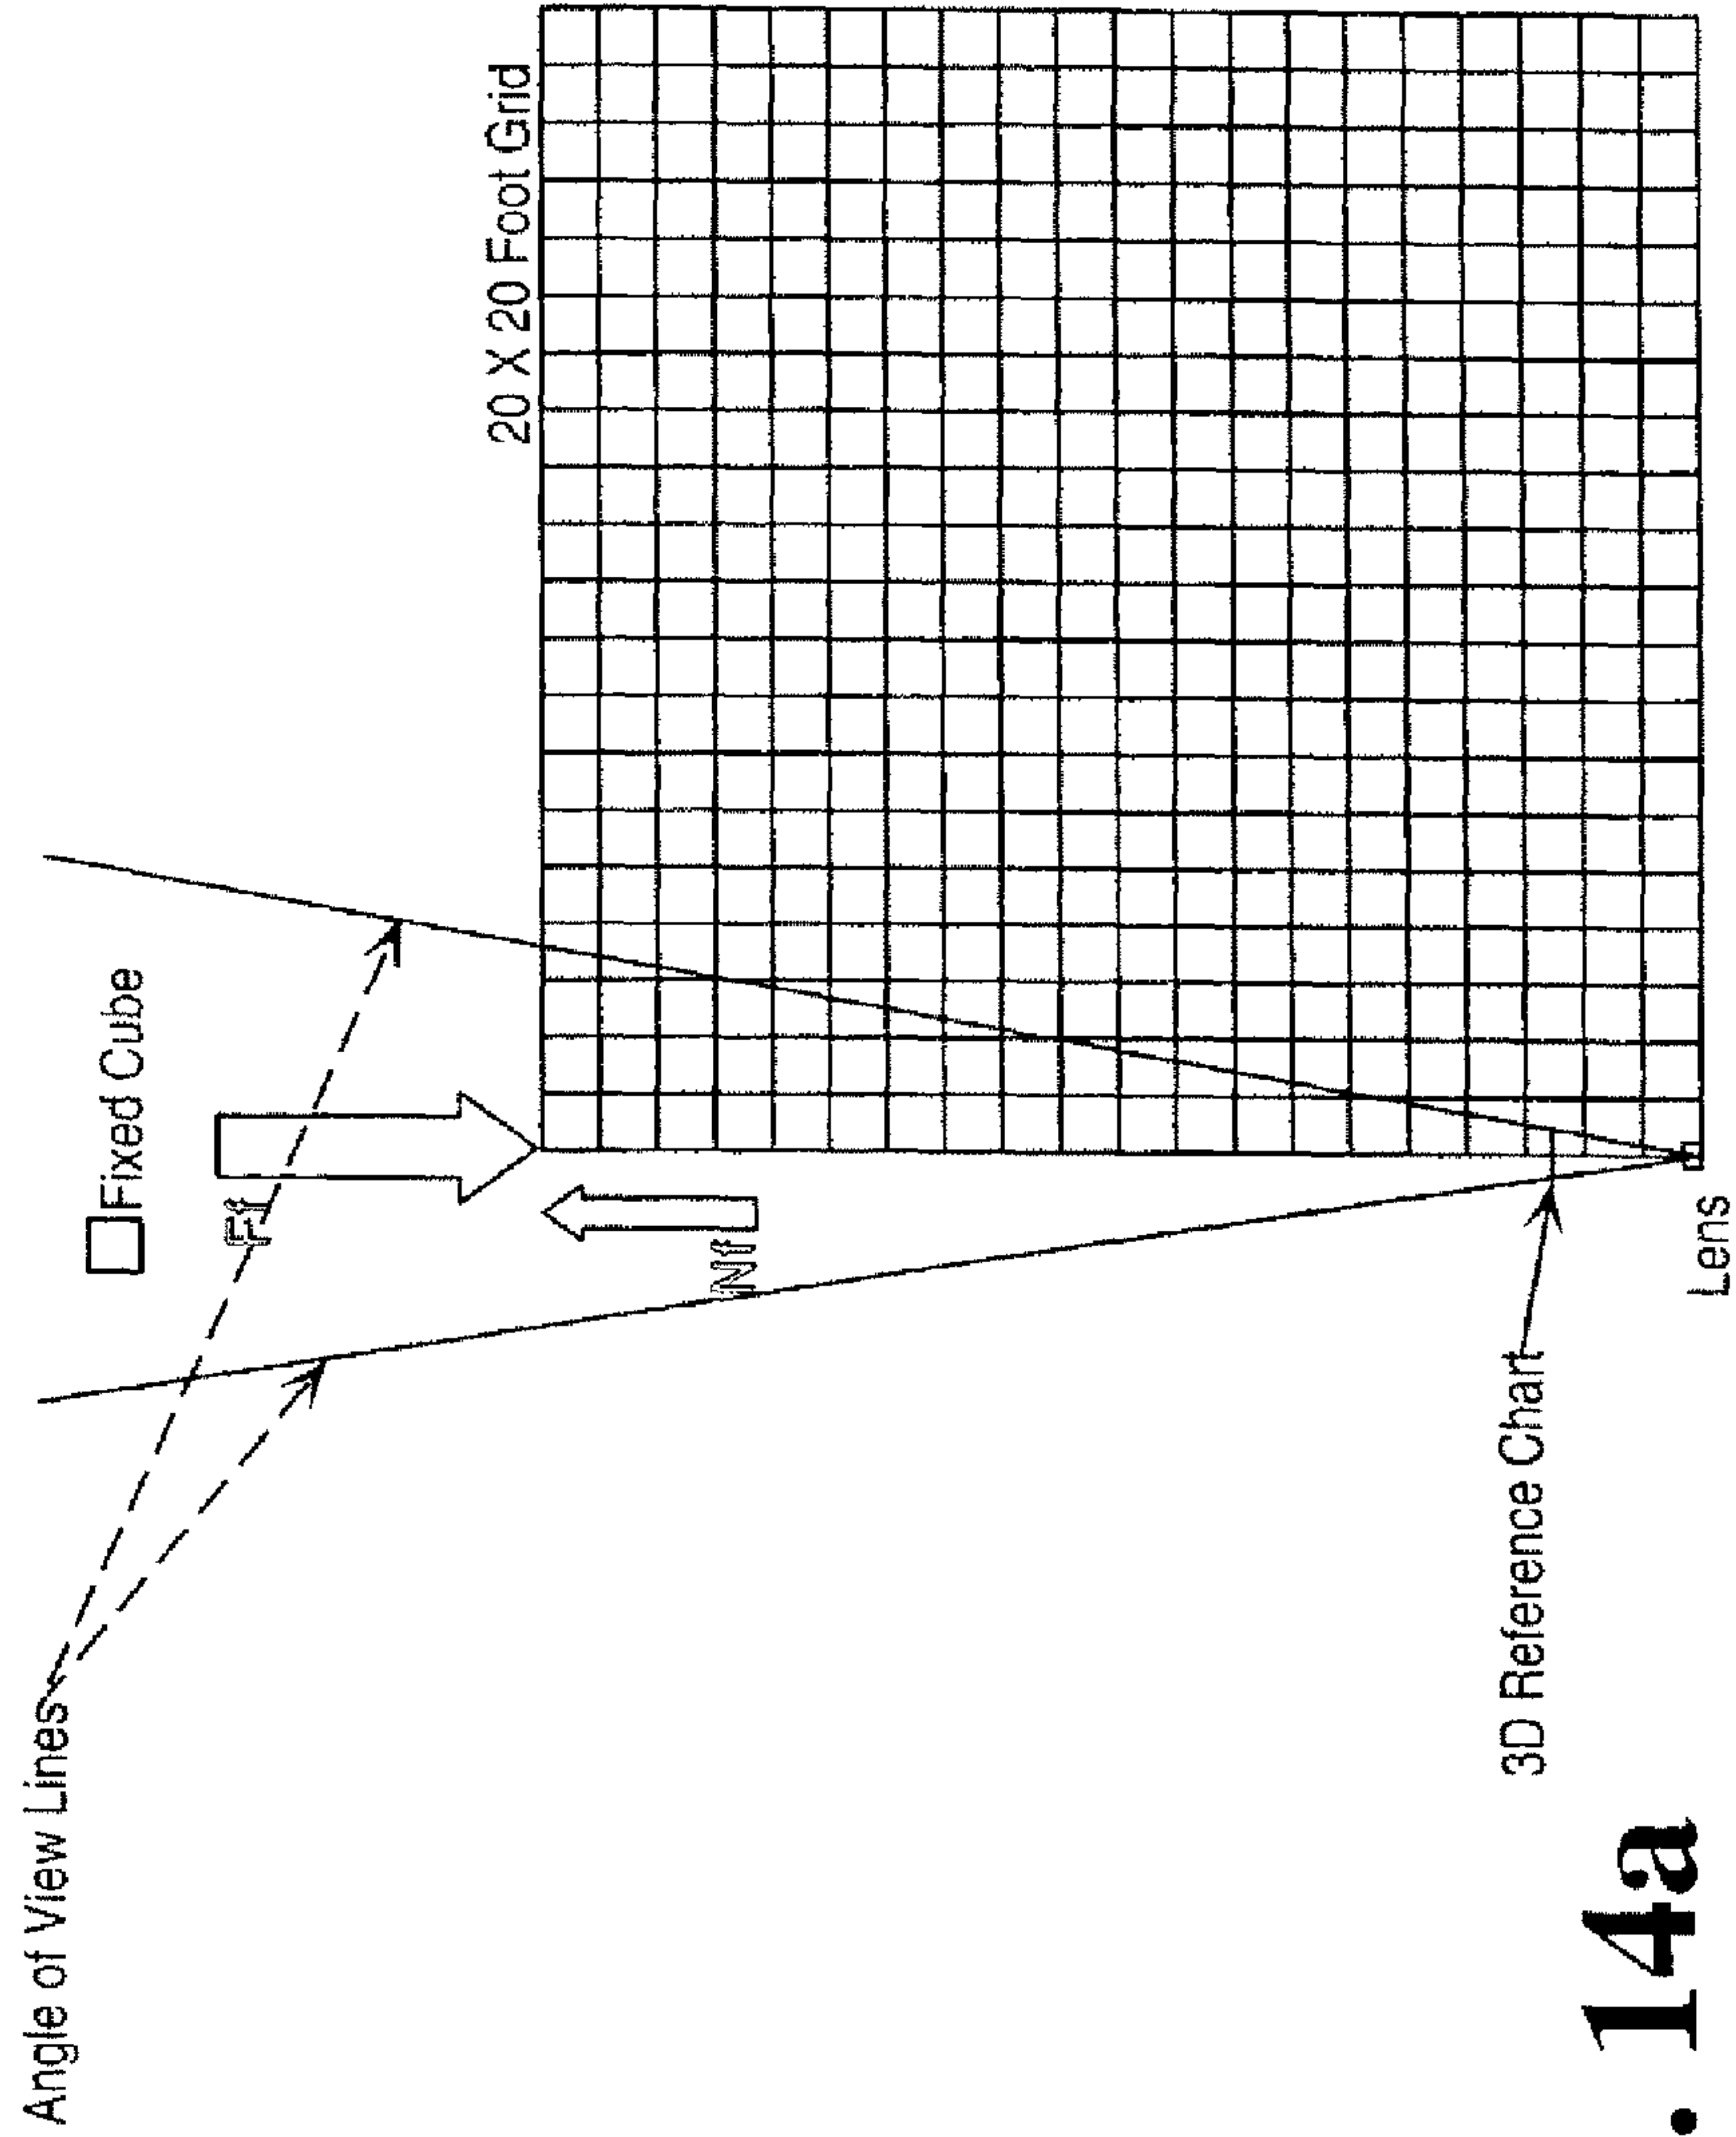 Angle of View Lines
Fixed Cube
Ff
Nf
20 X 20 Foot Grid
3D Reference Chart
Lens
. 14a